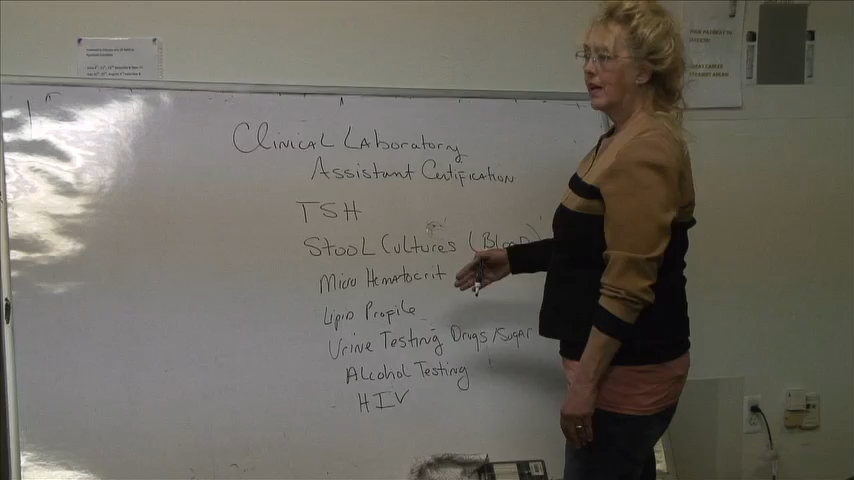 Clinical Laboratory
Assistant Certification
TSH
Stool Cultures (Blood)
Micro Hematocrit
Lipid Profile
Urine Testing Drugs/Sugar
Alcohol Testing
HIV